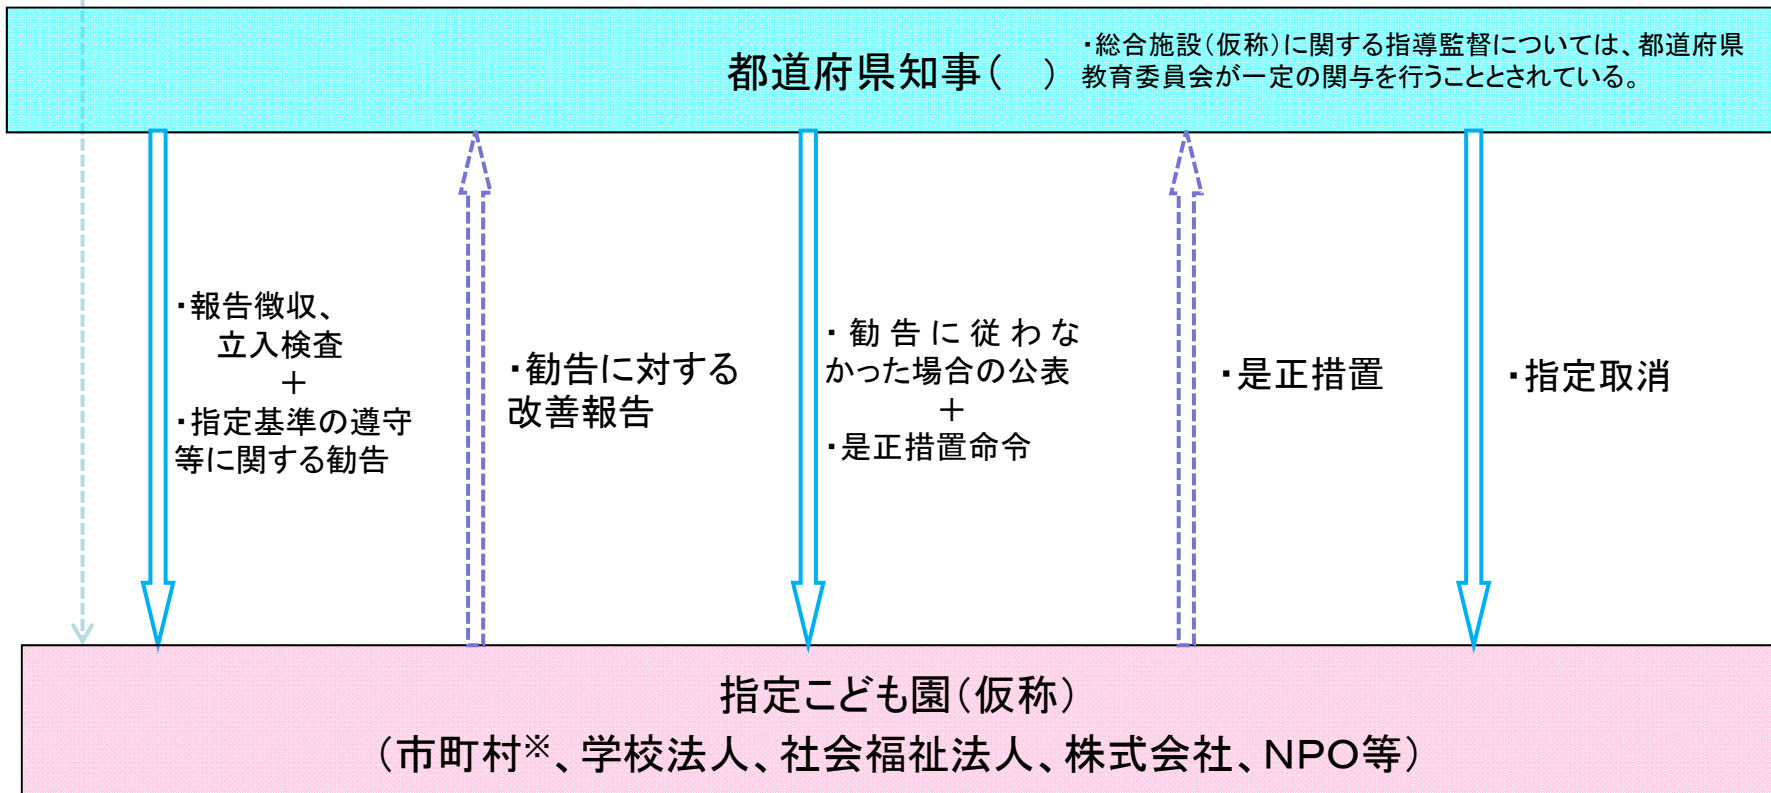 都道府県知事(　)
・総合施設(仮称)に関する指導監督については、都道府県
教育委員会が一定の関与を行うこととされている。
・報告徴収、
立入検査
＋
・指定基準の遵守
等に関する勧告
・勧告に対する
改善報告
・勧告に従わな
かった場合の公表
＋
・是正措置命令
・是正措置
・指定取消
指定こども園(仮称)
(市町村※、学校法人、社会福祉法人、株式会社、NPO等)